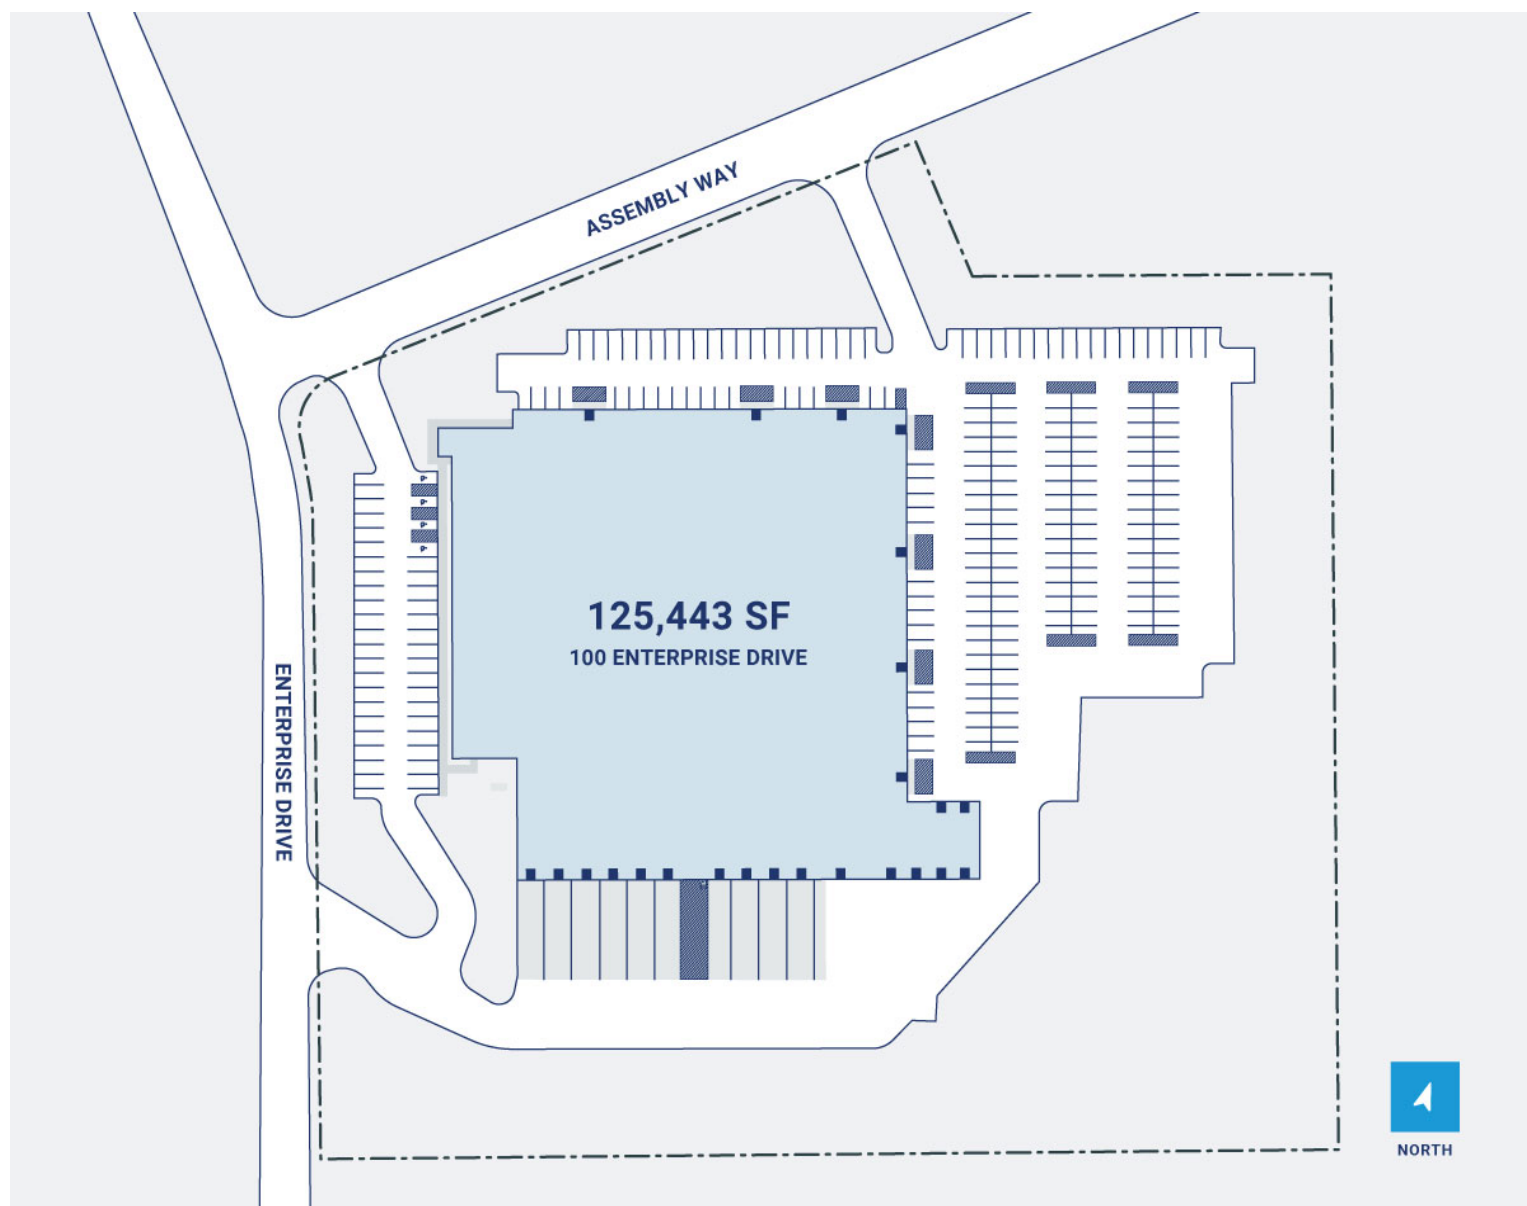 ASSEMBLY WAY
125,443 SF
100 ENTERPRISE DRIVE
ENTERPRISE DRIVE
NORTH